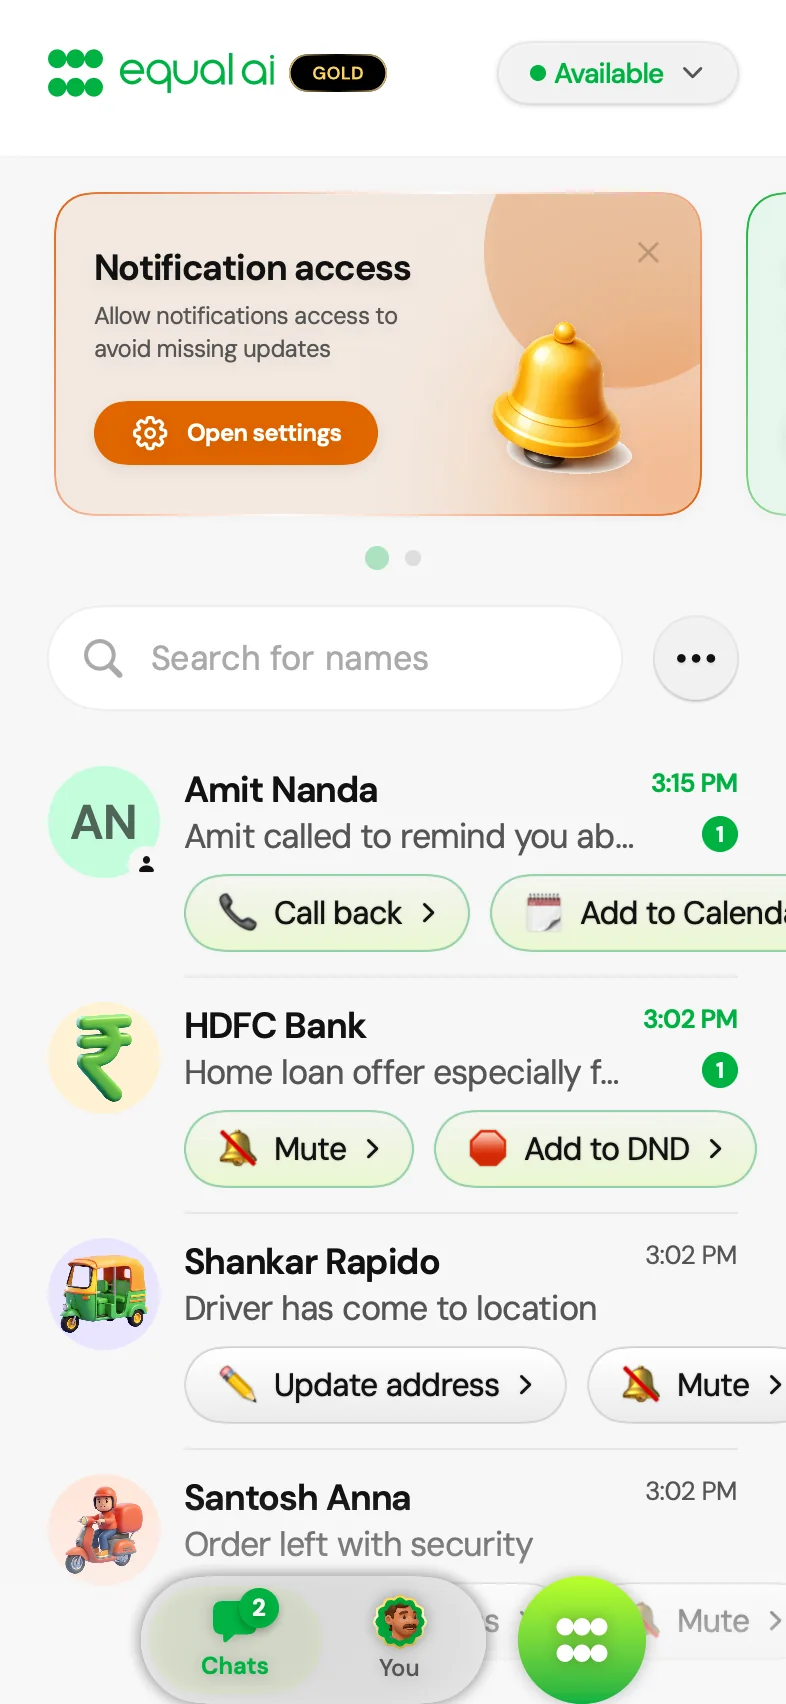 equal ai GOLD
Available
Notification access
Allow notifications access to
avoid missing updates
Open settings
Search for names
AN
Amit Nanda
3:15 PM
Amit called to remind you ab...
1
Call back
Add to Calenda
HDFC Bank
3:02 PM
Home loan offer especially f...
1
Mute
Add to DND
Shankar Rapido
3:02 PM
Driver has come to location
Update address
Mute
Santosh Anna
3:02 PM
Order left with security
s
Mute
2
Chats
You